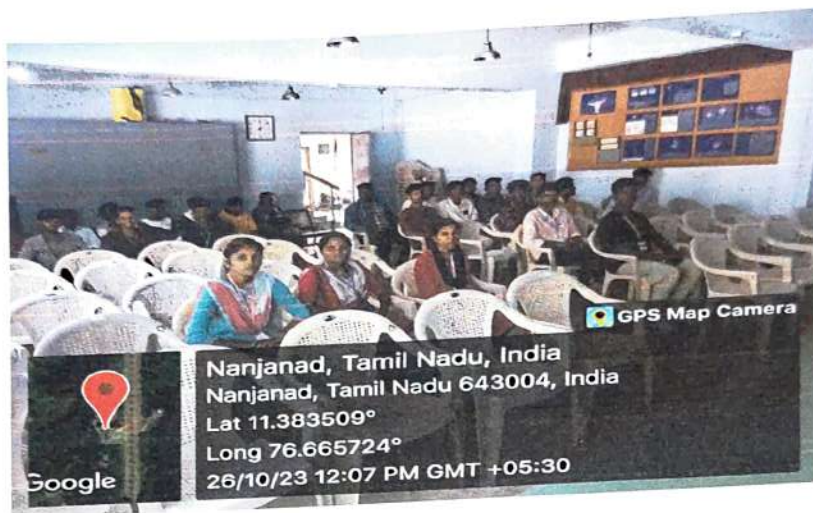 GPS Map Camera
Nanjanad, Tamil Nadu, India
Nanjanad, Tamil Nadu 643004, India
Lat 11.383509°
Long 76.665724°
26/10/23 12:07 PM GMT +05:30
Google